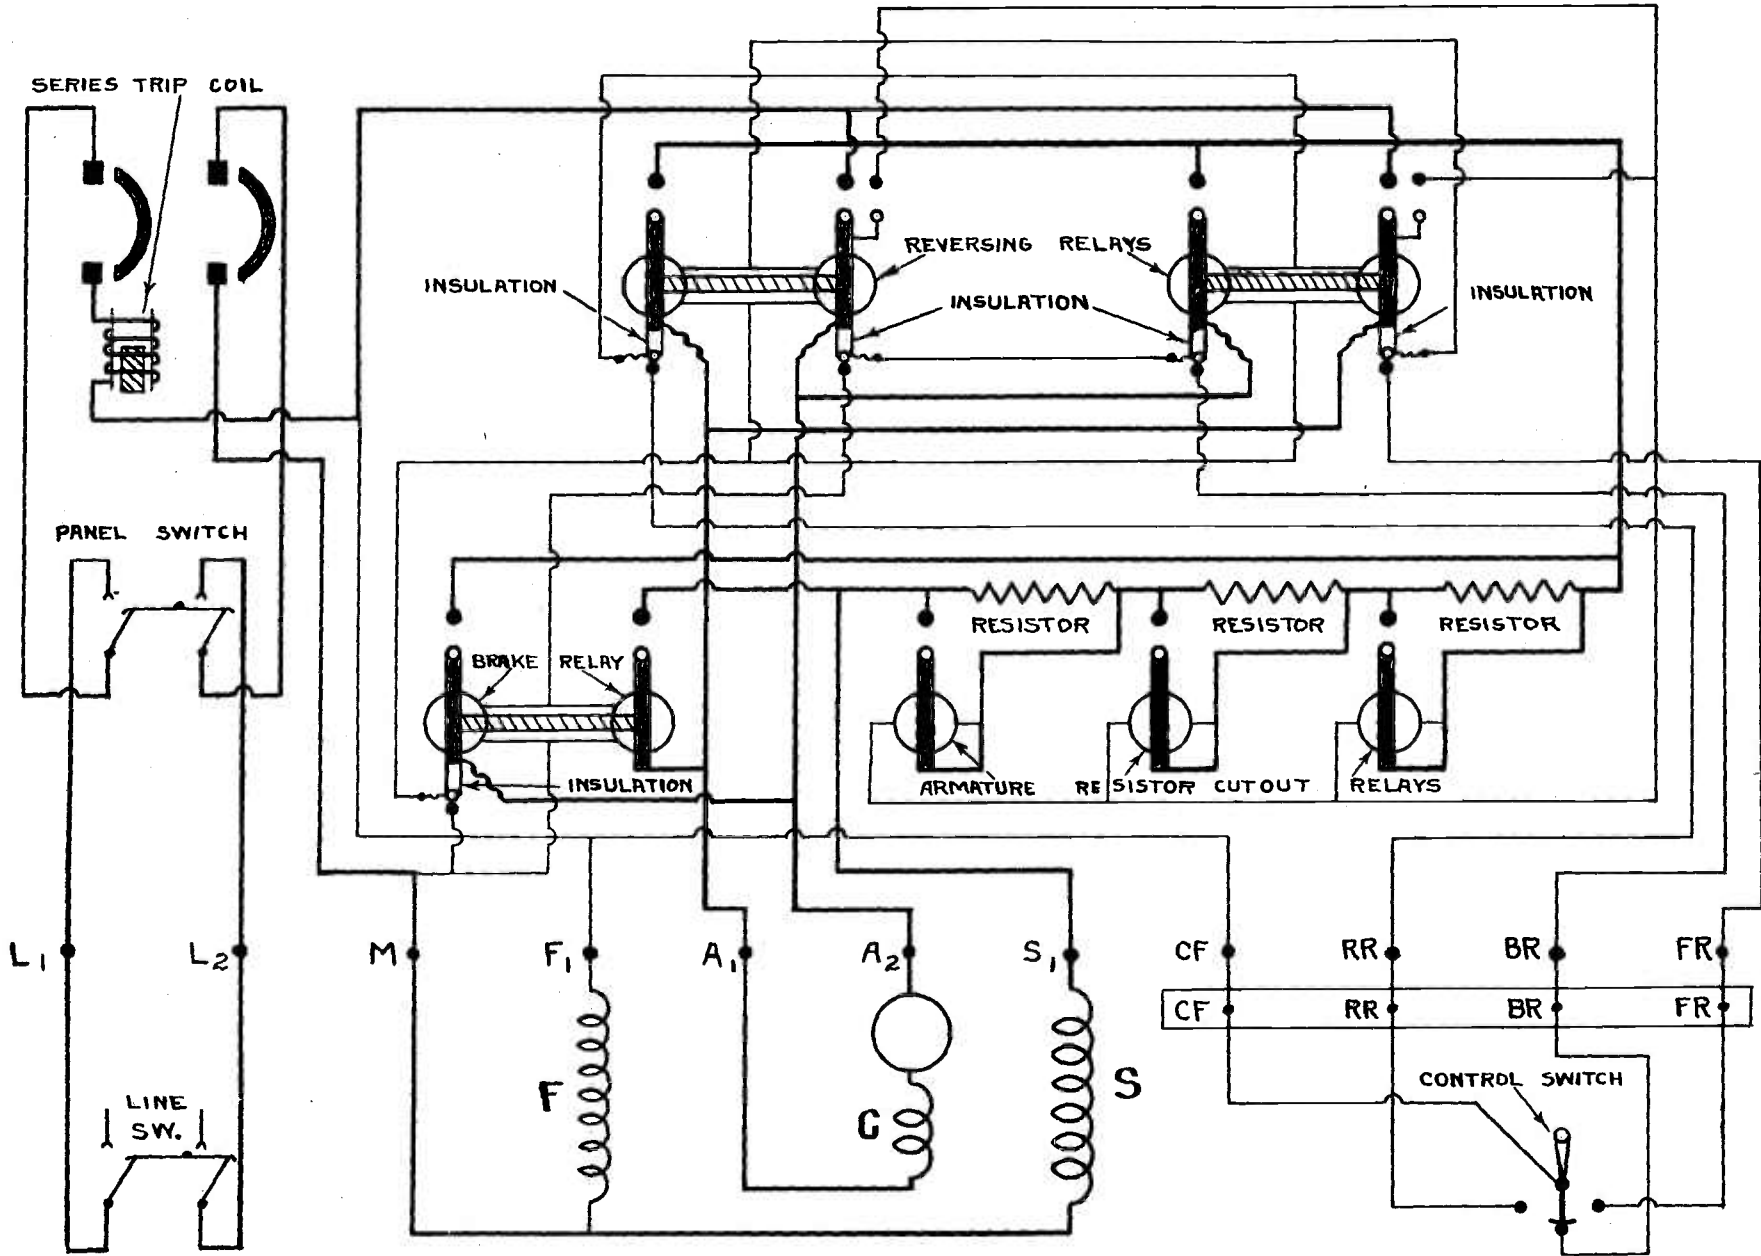 SERIES TRIP COIL
REVERSING RELAYS
INSULATION
INSULATION
INSULATION
PANEL SWITCH
RESISTOR
RESISTOR
RESISTOR
BRAKE RELAY
INSULATION
ARMATURE RESISTOR CUTOUT RELAYS
L1
L2
M
F1
A1
A2
S1
CF
RR
BR
FR
CF
RR
BR
FR
F
C
S
CONTROL SWITCH
LINE
SW.